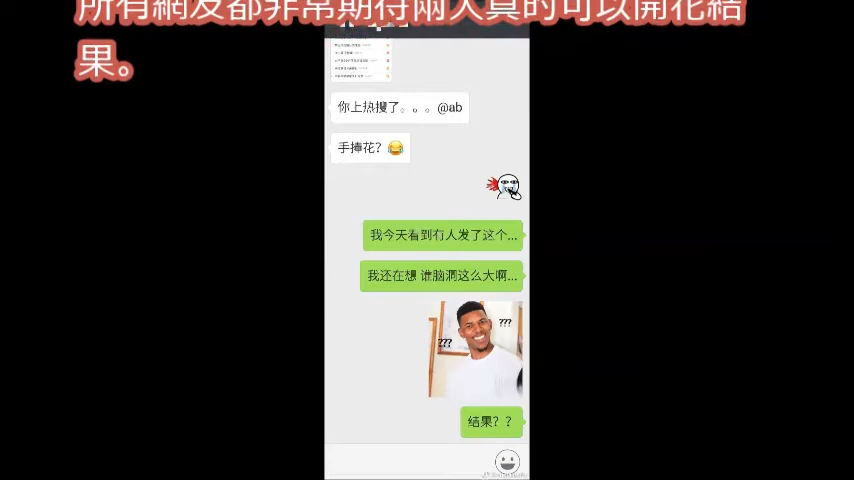 所有網友都非常期待兩人真的可以開花結
果。
你上热搜了。。。@ab
手捧花？😂
我今天看到有人发了这个...
我还在想 谁脑洞这么大啊...
???
???
结果？？